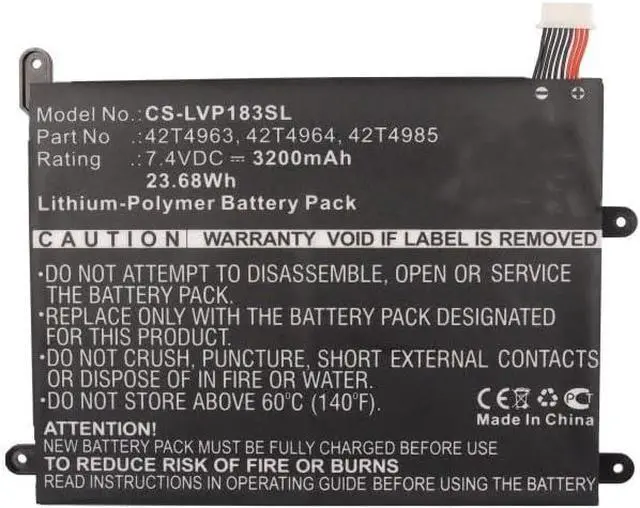 Model No.:CS-LVP183SL
Part No :42T4963, 42T4964, 42T4985
Rating :7.4VDC ⎓ 3200mAh
23.68Wh
Lithium-Polymer Battery Pack
CAUTION WARRANTY VOID IF LABEL IS REMOVED
•DO NOT ATTEMPT TO DISASSEMBLE, OPEN OR SERVICE
THE BATTERY PACK.
•REPLACE ONLY WITH THE BATTERY PACK DESIGNATED
FOR THIS PRODUCT.
•DO NOT CRUSH, PUNCTURE, SHORT EXTERNAL CONTACTS
OR DISPOSE OF IN FIRE OR WATER.
•DO NOT STORE ABOVE 60°C (140°F).
CE
Made In China
ATTENTION!
NEW BATTERY PACK MUST BE FULLY CHARGED BEFORE USING
TO REDUCE RISK OF FIRE OR BURNS
READ INSTRUCTIONS IN OPERATING GUIDE BEFORE USING BATTERY